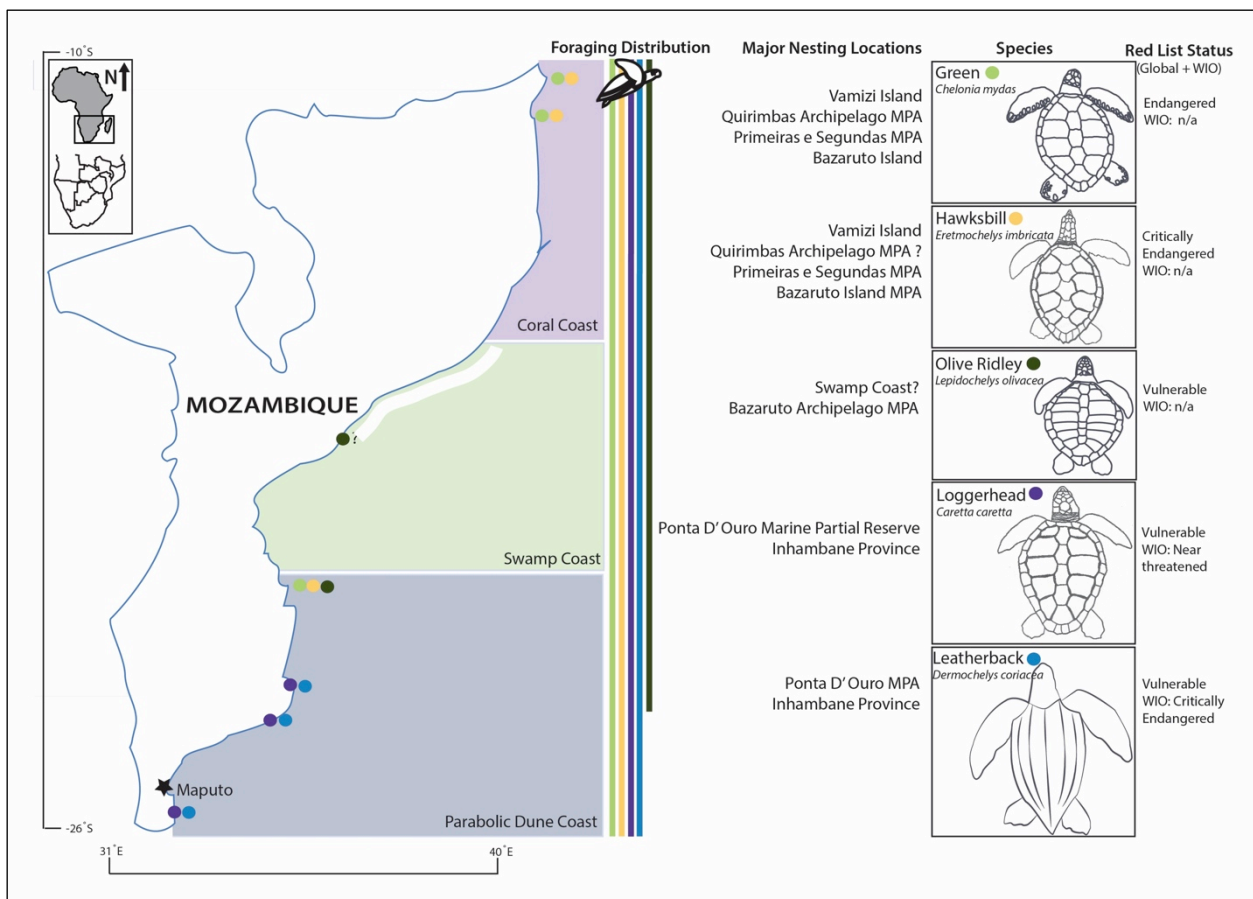 -10°S
N
Foraging Distribution
Major Nesting Locations
Species
Red List Status
(Global + WIO)
Vamizi Island
Quirimbas Archipelago MPA
Primeiras e Segundas MPA
Bazaruto Island
Green
Chelonia mydas
Endangered
WIO: n/a
Vamizi Island
Quirimbas Archipelago MPA ?
Primeiras e Segundas MPA
Bazaruto Island MPA
Hawksbill
Eretmochelys imbricata
Critically
Endangered
WIO: n/a
Coral Coast
Swamp Coast?
Bazaruto Archipelago MPA
Olive Ridley
Lepidochelys olivacea
Vulnerable
WIO: n/a
MOZAMBIQUE
?
Swamp Coast
Ponta D'Ouro Marine Partial Reserve
Inhambane Province
Loggerhead
Caretta caretta
Vulnerable
WIO: Near
threatened
Ponta D'Ouro MPA
Inhambane Province
Leatherback
Dermochelys coriacea
Vulnerable
WIO: Critically
Endangered
Maputo
Parabolic Dune Coast
-26°S
31°E
40°E